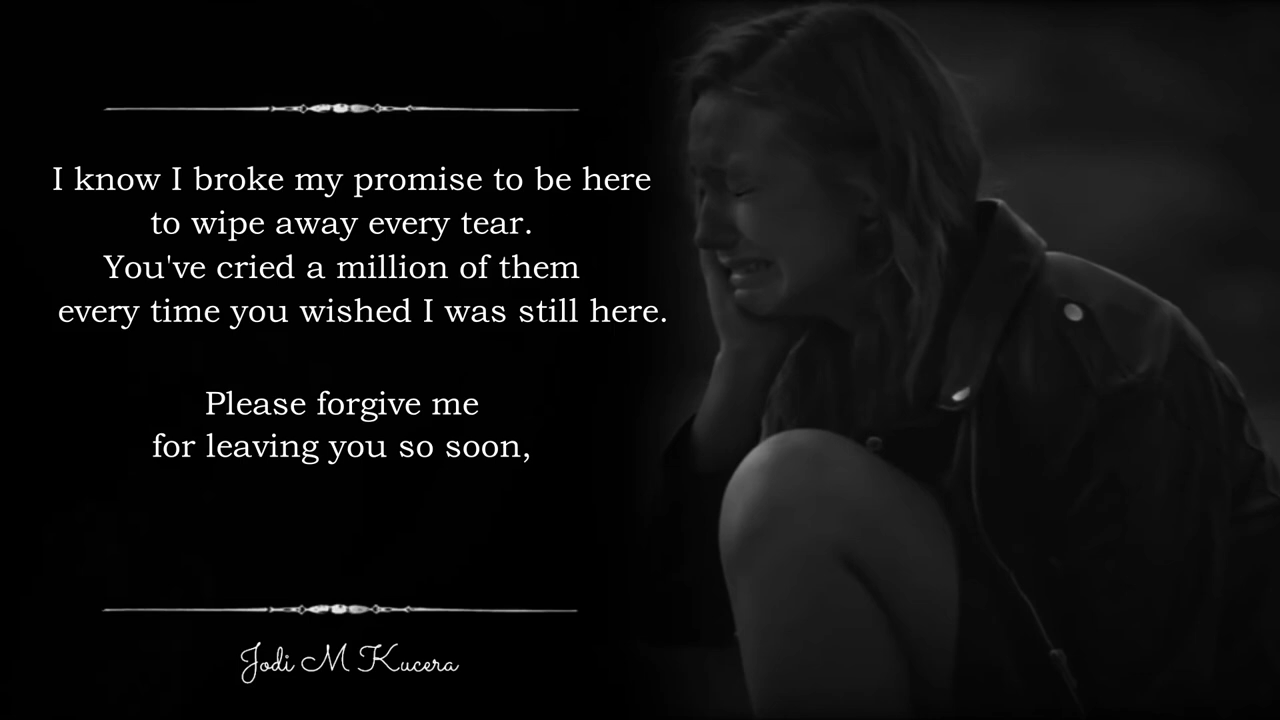 I know I broke my promise to be here
to wipe away every tear.
You've cried a million of them
every time you wished I was still here.
Please forgive me
for leaving you so soon,
Jodi M Kucera